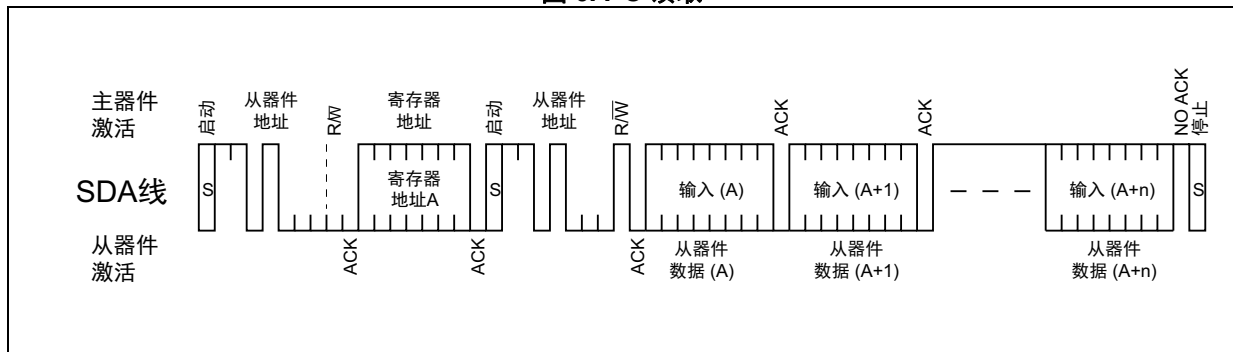 主器件
激活
启动
从器件
地址
R/W
寄存器
地址
启动
从器件
地址
R/W
ACK
ACK
NO ACK
停止
SDA线
S
寄存器
地址A
S
输入 (A)
输入 (A+1)
输入 (A+n)
S
从器件
激活
ACK
ACK
ACK
从器件
数据 (A)
从器件
数据 (A+1)
从器件
数据 (A+n)